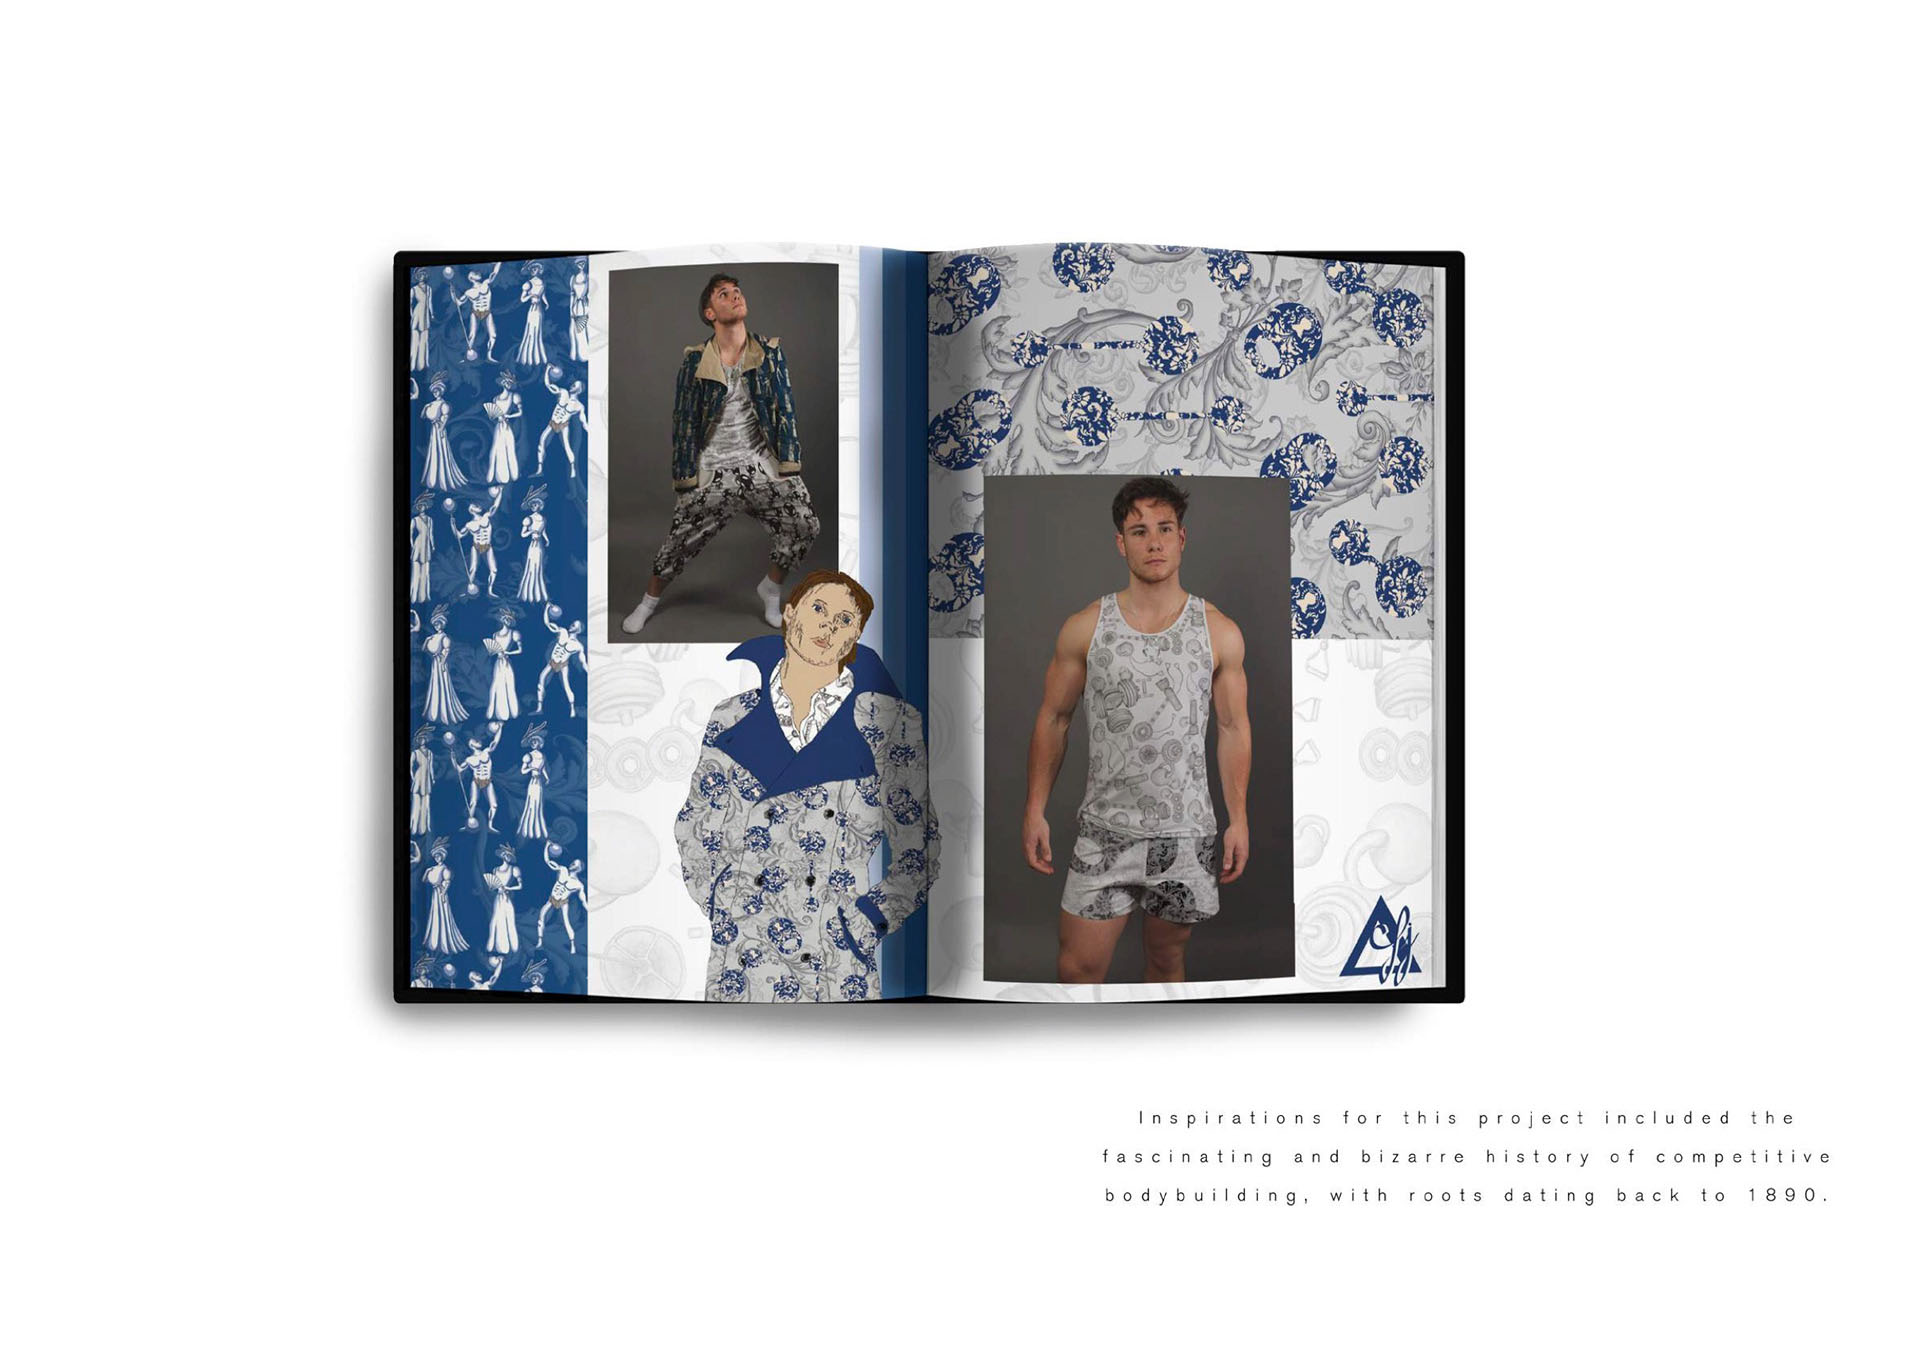 Inspirations for this project included the
fascinating and bizarre history of competitive
bodybuilding, with roots dating back to 1890.